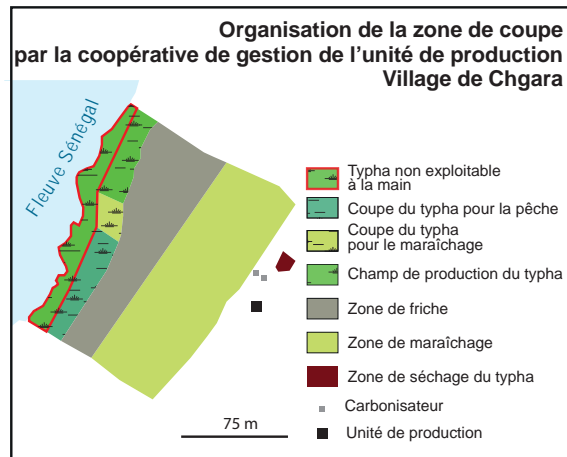 Organisation de la zone de coupe
par la coopérative de gestion de l'unité de production
Village de Chgara
Fleuve Sénégal
Typha non exploitable
à la main
Coupe du typha pour la pêche
Coupe du typha
pour le maraîchage
Champ de production du typha
Zone de friche
Zone de maraîchage
Zone de séchage du typha
Carbonisateur
Unité de production
75 m